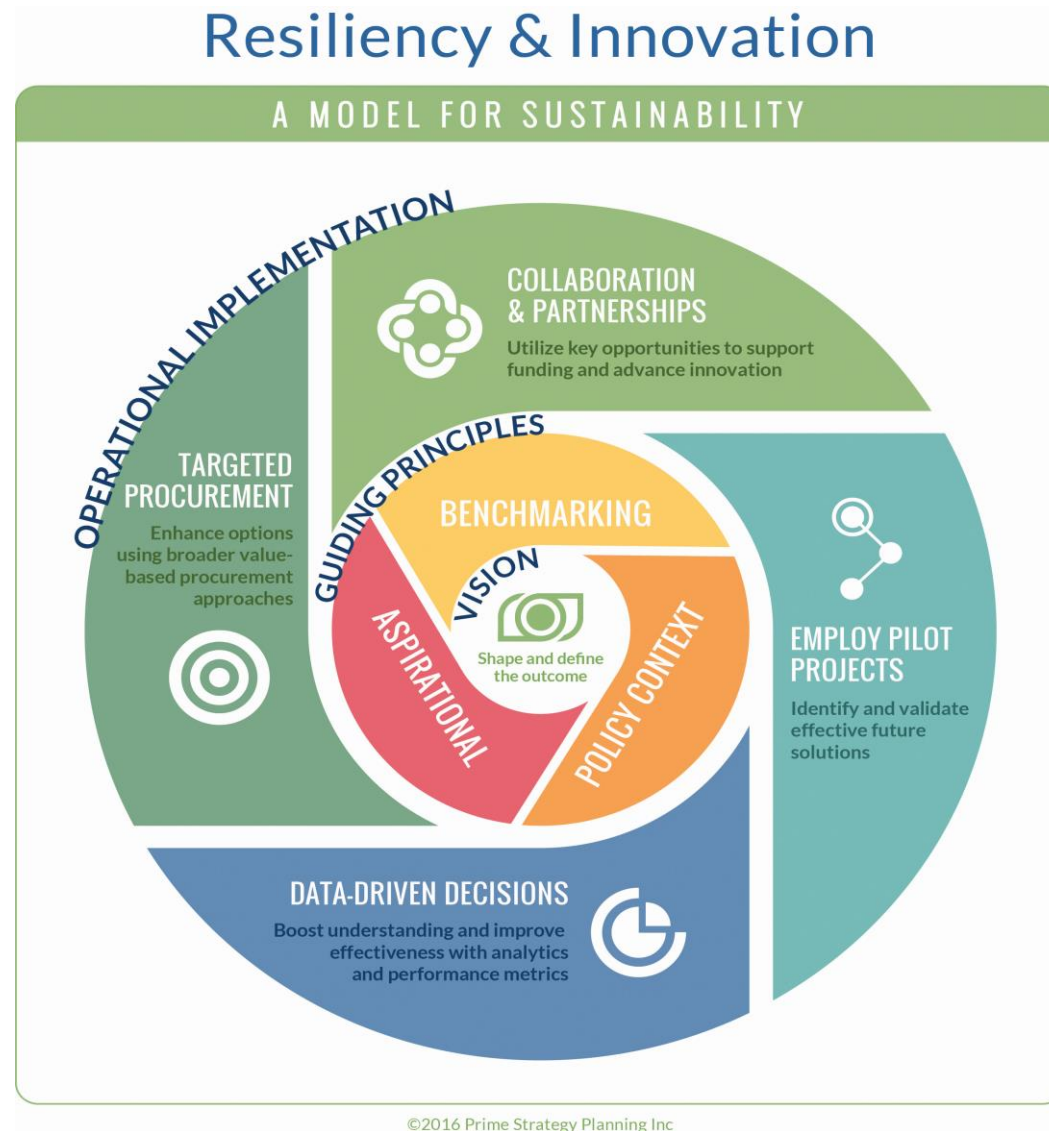 Resiliency & Innovation
A MODEL FOR SUSTAINABILITY
OPERATIONAL IMPLEMENTATION
COLLABORATION
& PARTNERSHIPS
Utilize key opportunities to support
funding and advance innovation
TARGETED
PROCUREMENT
Enhance options
using broader value-
based procurement
approaches
GUIDING PRINCIPLES
BENCHMARKING
ASPIRATIONAL
POLICY CONTEXT
VISION
Shape and define
the outcome
EMPLOY PILOT
PROJECTS
Identify and validate
effective future
solutions
DATA-DRIVEN DECISIONS
Boost understanding and improve
effectiveness with analytics
and performance metrics
©2016 Prime Strategy Planning Inc